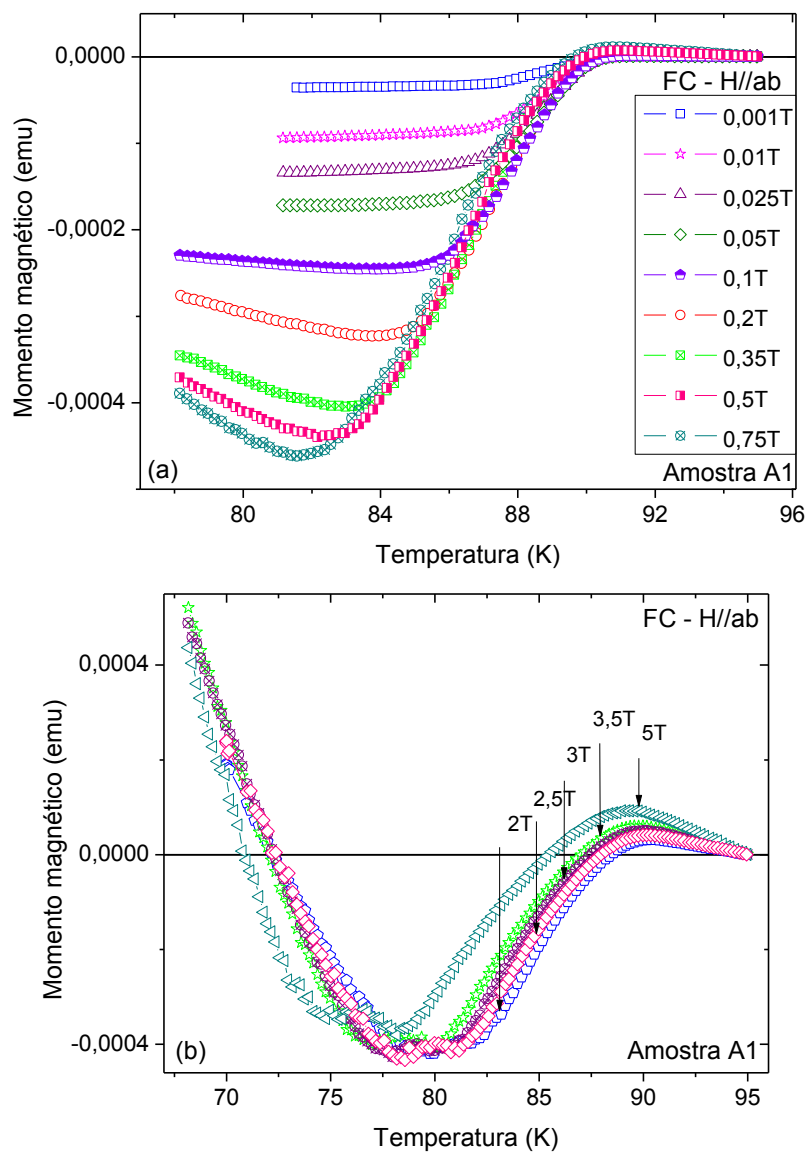 0,0000
-0,0002
-0,0004
Momento magnético (emu)
FC - H//ab
0,001T
0,01T
0,025T
0,05T
0,1T
0,2T
0,35T
0,5T
0,75T
(a)
Amostra A1
80 84 88 92 96
Temperatura (K)
FC - H//ab
0,0004
0,0000
-0,0004
Momento magnético (emu)
3,5T
5T
3T
2,5T
2T
(b)
Amostra A1
70 75 80 85 90 95
Temperatura (K)